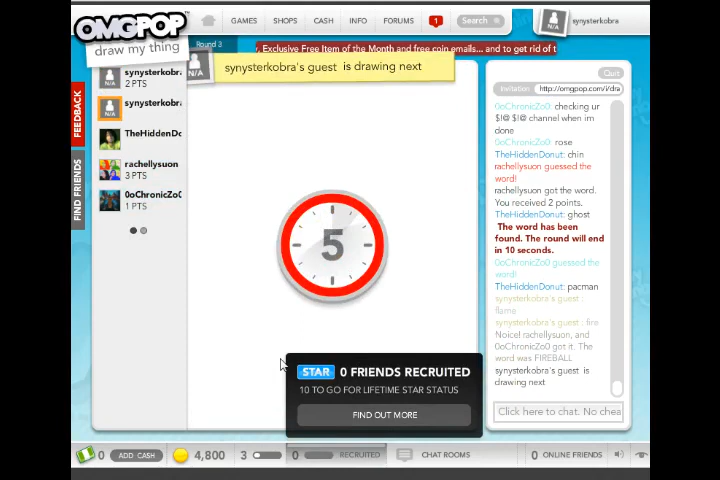 OMGPOP
draw my thing
GAMES SHOPS CASH INFO FORUMS 1 Search synysterkobra
N/A
Round 3
, Exclusive Free Item of the Month and free coin emails... and to get rid of t
N/A
synysterkobra's guest is drawing next
FEEDBACK
FIND FRIENDS
N/A
synysterkobra
2 PTS
N/A
synysterkobra
TheHiddenDo
rachellysuon
3 PTS
0oChronicZo0
1 PTS
5
Quit
Invitation http://omgpop.com/i/dra
0oChronicZo0: checking ur
$!@ $!@ channel when im
done
0oChronicZo0: rose
TheHiddenDonut: chin
rachellysuon guessed the
word!
rachellysuon got the word.
You received 2 points.
TheHiddenDonut: ghost
The word has been
found. The round will end
in 10 seconds.
0oChronicZo0 guessed the
word!
TheHiddenDonut: pacman
synysterkobra's guest :
flame
synysterkobra's guest : fire
Noice! rachellysuon, and
0oChronicZo0 got it. The
word was FIREBALL
synysterkobra's guest is
drawing next
Click here to chat. No chea
STAR 0 FRIENDS RECRUITED
10 TO GO FOR LIFETIME STAR STATUS
FIND OUT MORE
0 ADD CASH 4,800 3 0 RECRUITED CHAT ROOMS 0 ONLINE FRIENDS